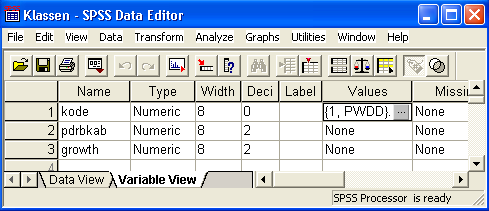 Klassen - SPSS Data Editor
File Edit View Data Transform Analyze Graphs Utilities Window Help
Name Type Width Deci Label Values Missi
1 kode Numeric 8 0 {1, PWDD}. ... None
2 pdrbkab Numeric 8 2 None None
3 growth Numeric 8 2 None None
4
Data View Variable View
SPSS Processor is ready